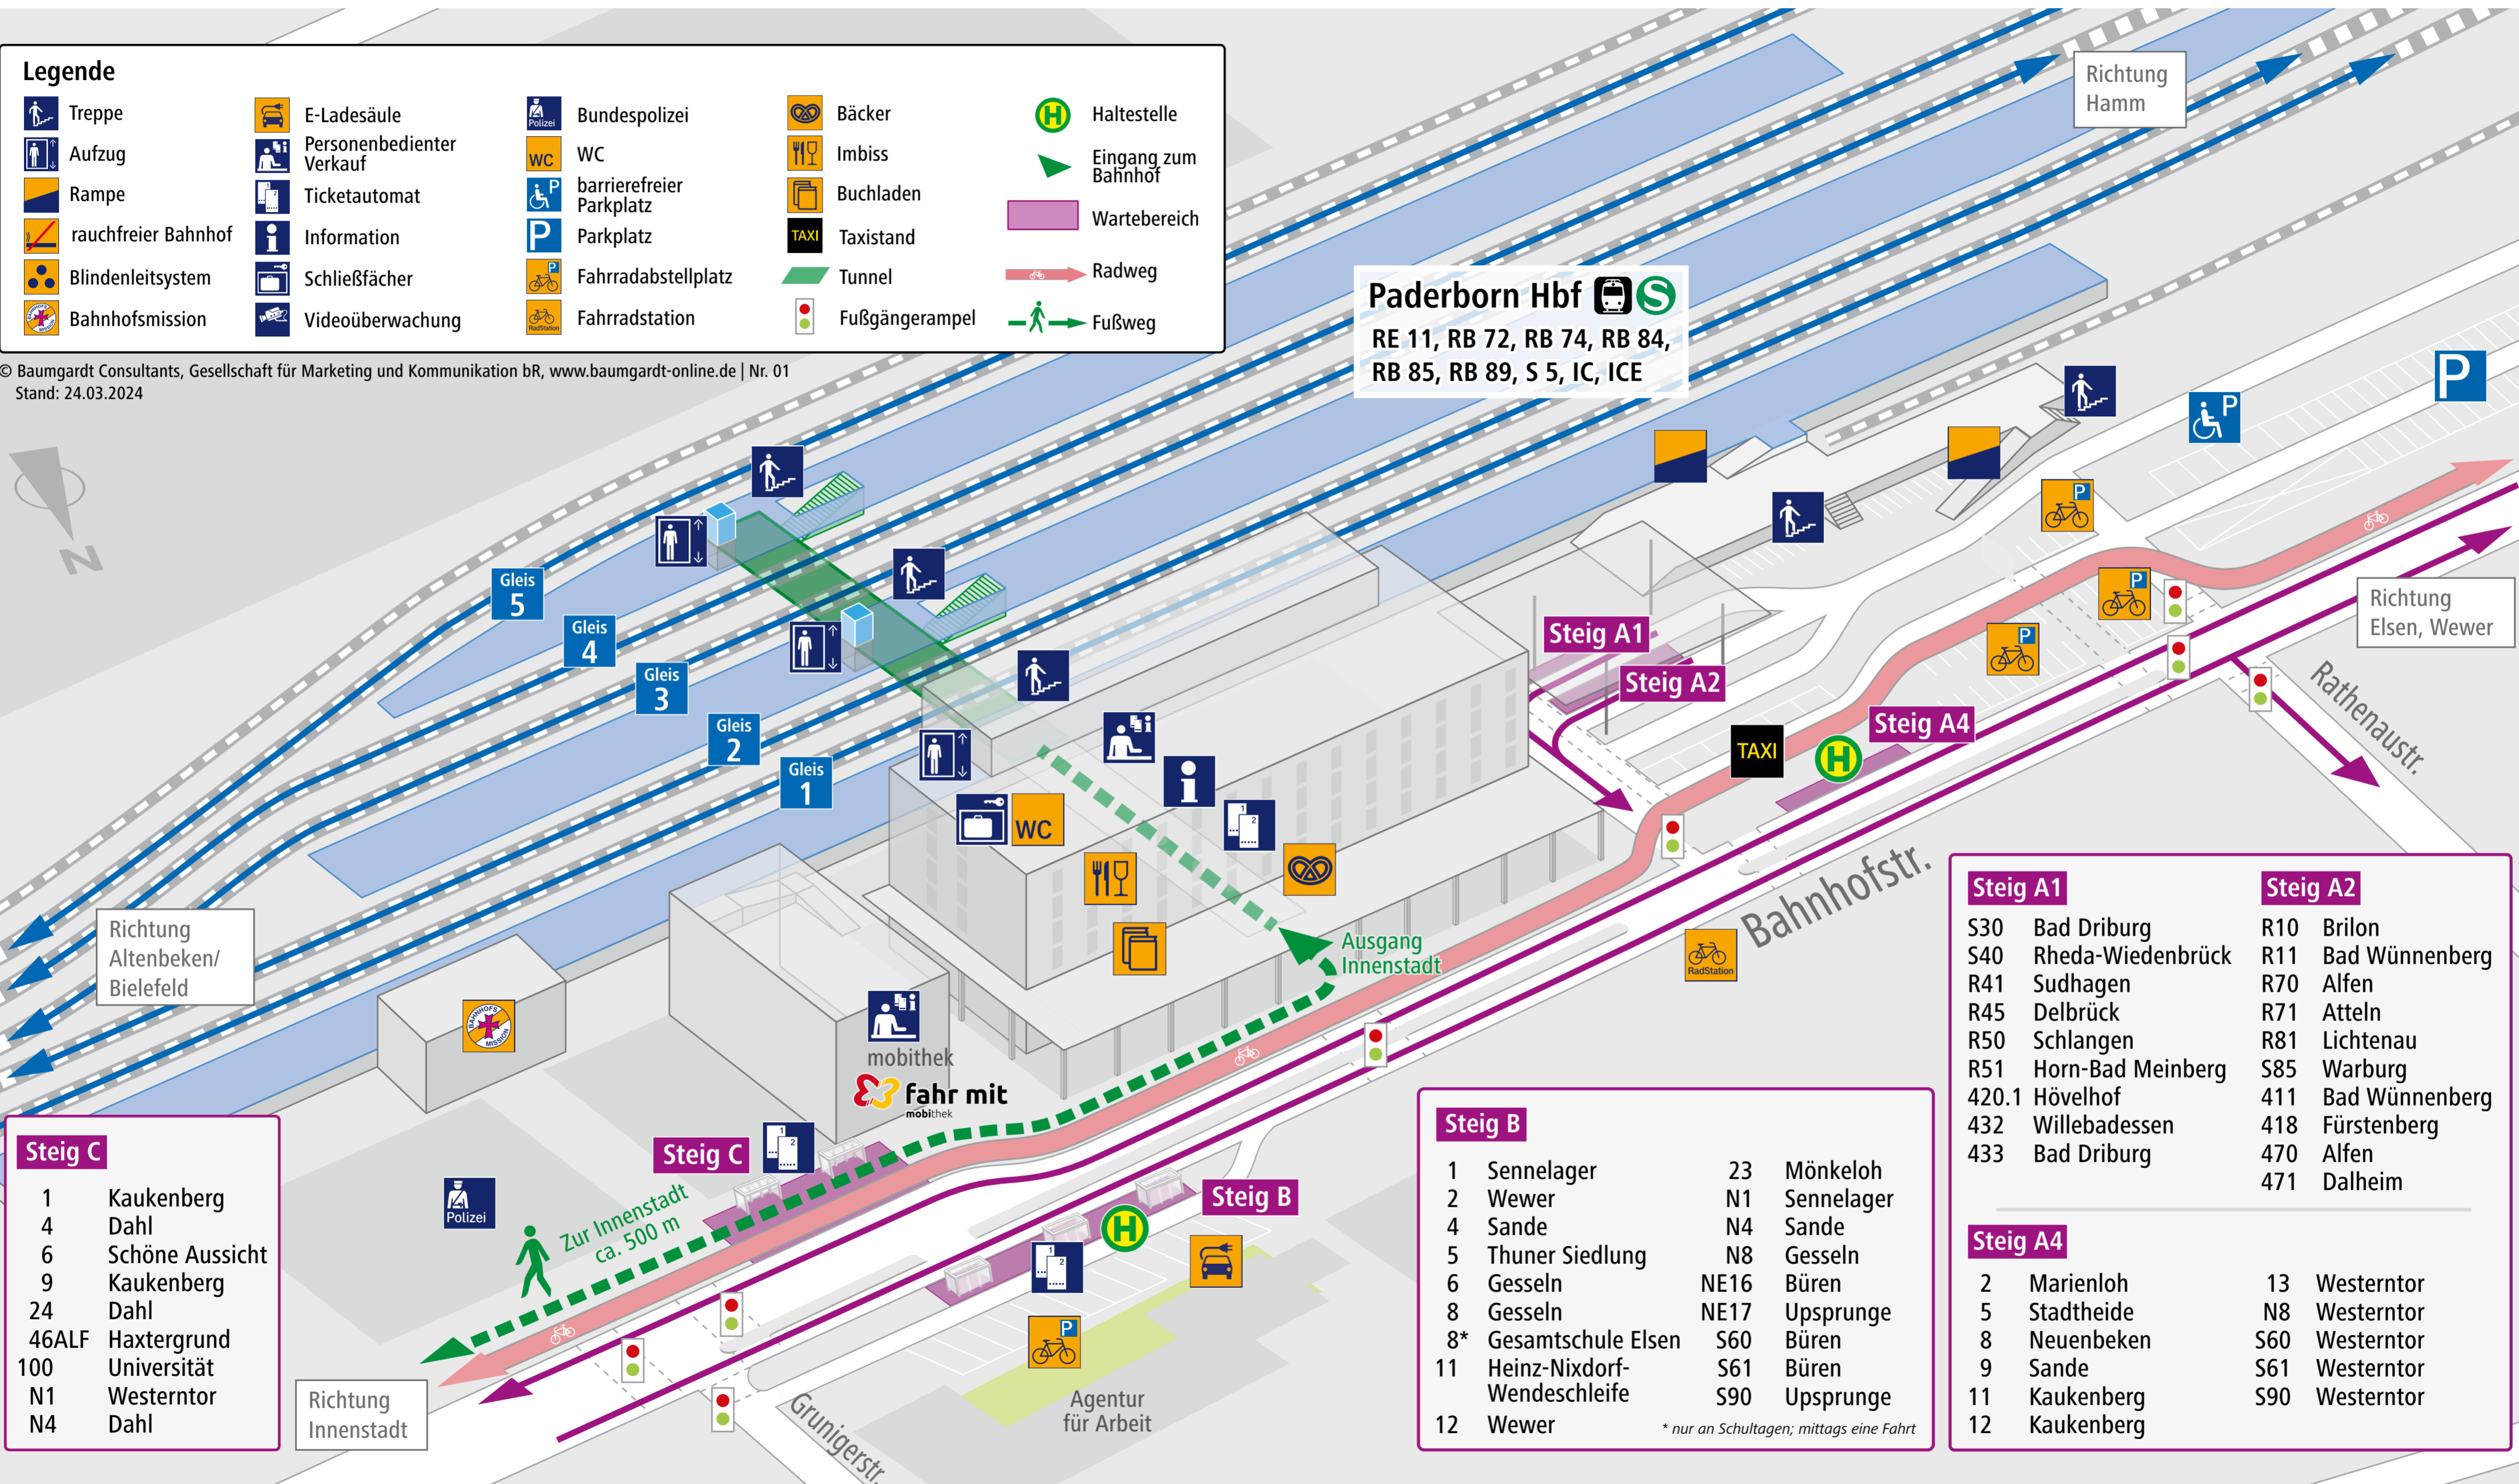 Legende
Treppe
Aufzug
Rampe
rauchfreier Bahnhof
Blindenleitsystem
BAHNHOFS MISSION
Bahnhofsmission
E-Ladesäule
Personenbedienter
Verkauf
Ticketautomat
Information
Schließfächer
Videoüberwachung
Polizei
Bundespolizei
WC
WC
P
barrierefreier
Parkplatz
P
Parkplatz
P
Fahrradabstellplatz
RadStation
Fahrradstation
Bäcker
Imbiss
Buchladen
TAXI
Taxistand
Tunnel
Fußgängerampel
H
Haltestelle
Eingang zum
Bahnhof
Wartebereich
Radweg
Fußweg
© Baumgardt Consultants, Gesellschaft für Marketing und Kommunikation bR, www.baumgardt-online.de | Nr. 01
Stand: 24.03.2024
N
Richtung
Hamm
Paderborn Hbf S
RE 11, RB 72, RB 74, RB 84,
RB 85, RB 89, S 5, IC, ICE
P
P
P
P
P
Gleis
5
Gleis
4
Gleis
3
Gleis
2
Gleis
1
Richtung
Elsen, Wewer
Rathenaustr.
Steig A1
Steig A2
Steig A4
TAXI
H
WC
Bahnhofstr.
RadStation
Ausgang
Innenstadt
Richtung
Altenbeken/
Bielefeld
BAHNHOFS MISSION
mobithek
fahr mit
mobithek
Steig C
Polizei
Zur Innenstadt
ca. 500 m
Steig B
H
P
Agentur
für Arbeit
Grunigerstr.
Richtung
Innenstadt
Steig C
1 Kaukenberg
4 Dahl
6 Schöne Aussicht
9 Kaukenberg
24 Dahl
46ALF Haxtergrund
100 Universität
N1 Westerntor
N4 Dahl
Steig B
1 Sennelager
2 Wewer
4 Sande
5 Thuner Siedlung
6 Gesseln
8 Gesseln
8* Gesamtschule Elsen
11 Heinz-Nixdorf-
Wendeschleife
12 Wewer
23 Mönkeloh
N1 Sennelager
N4 Sande
N8 Gesseln
NE16 Büren
NE17 Upsprunge
S60 Büren
S61 Büren
S90 Upsprunge
* nur an Schultagen; mittags eine Fahrt
Steig A1
S30 Bad Driburg
S40 Rheda-Wiedenbrück
R41 Sudhagen
R45 Delbrück
R50 Schlangen
R51 Horn-Bad Meinberg
420.1 Hövelhof
432 Willebadessen
433 Bad Driburg
Steig A2
R10 Brilon
R11 Bad Wünnenberg
R70 Alfen
R71 Atteln
R81 Lichtenau
S85 Warburg
411 Bad Wünnenberg
418 Fürstenberg
470 Alfen
471 Dalheim
Steig A4
2 Marienloh
5 Stadtheide
8 Neuenbeken
9 Sande
11 Kaukenberg
12 Kaukenberg
13 Westerntor
N8 Westerntor
S60 Westerntor
S61 Westerntor
S90 Westerntor